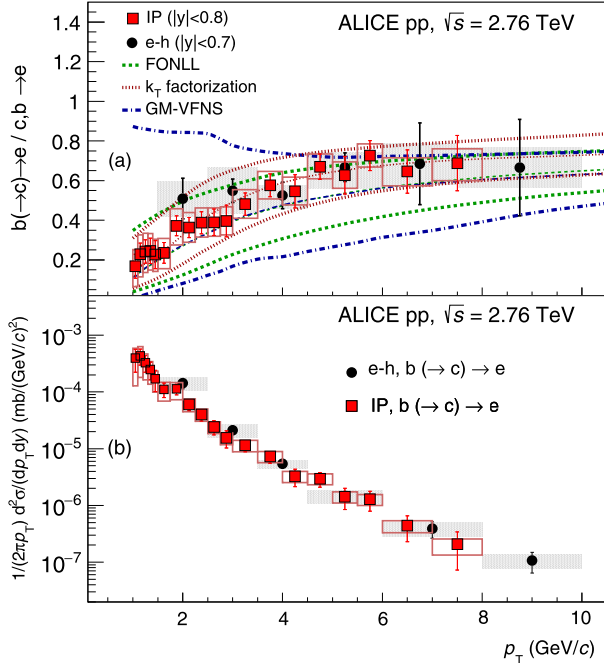 IP (|y|<0.8)
e-h (|y|<0.7)
FONLL
k_T factorization
GM-VFNS
ALICE pp, √s = 2.76 TeV
b(→c)→e / c,b →e
1.4
1.2
1
0.8
0.6
0.4
0.2
(a)
ALICE pp, √s = 2.76 TeV
e-h, b (→ c) → e
IP, b (→ c) → e
1/(2πp_T) d²σ/(dp_Tdy) (mb/(GeV/c)²)
10⁻³
10⁻⁴
10⁻⁵
10⁻⁶
10⁻⁷
(b)
2 4 6 8 10
p_T (GeV/c)